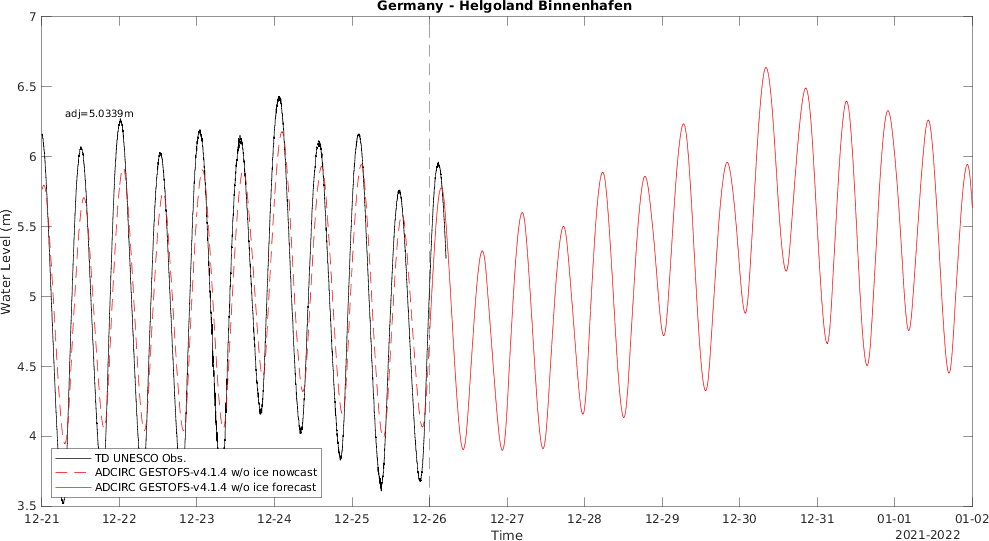 Germany - Helgoland Binnenhafen
7
6.5
6
5.5
5
4.5
4
3.5
Water Level (m)
adj=5.0339m
TD UNESCO Obs.
ADCIRC GESTOFS-v4.1.4 w/o ice nowcast
ADCIRC GESTOFS-v4.1.4 w/o ice forecast
12-21 12-22 12-23 12-24 12-25 12-26 12-27 12-28 12-29 12-30 12-31 01-01 01-02
Time
2021-2022